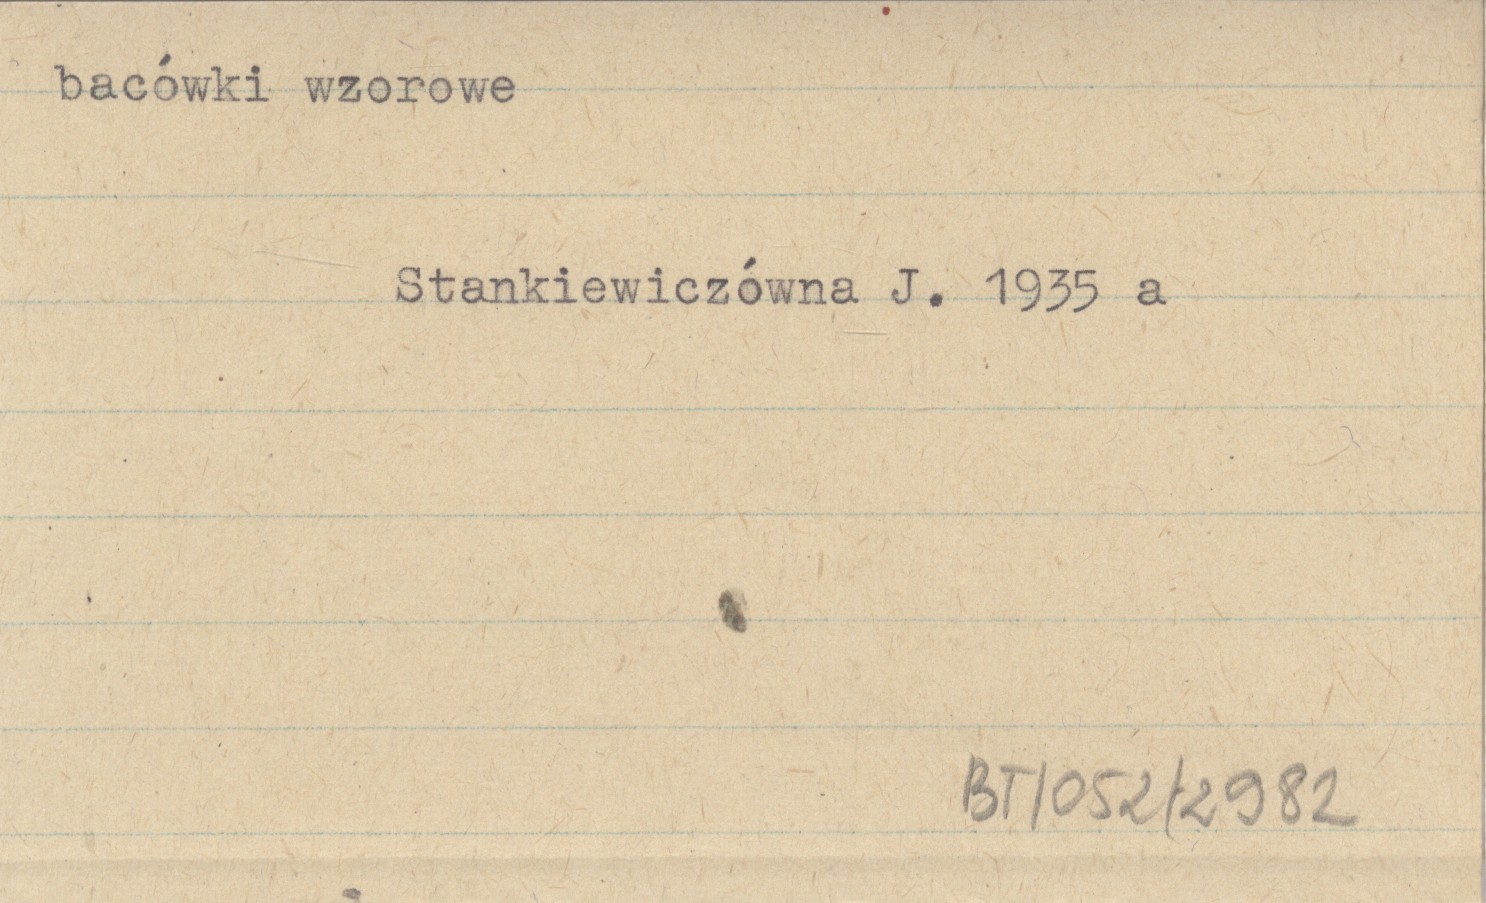 bacówki wzorowe
Stankiewiczówna J. 1935 a
BT/052/2982